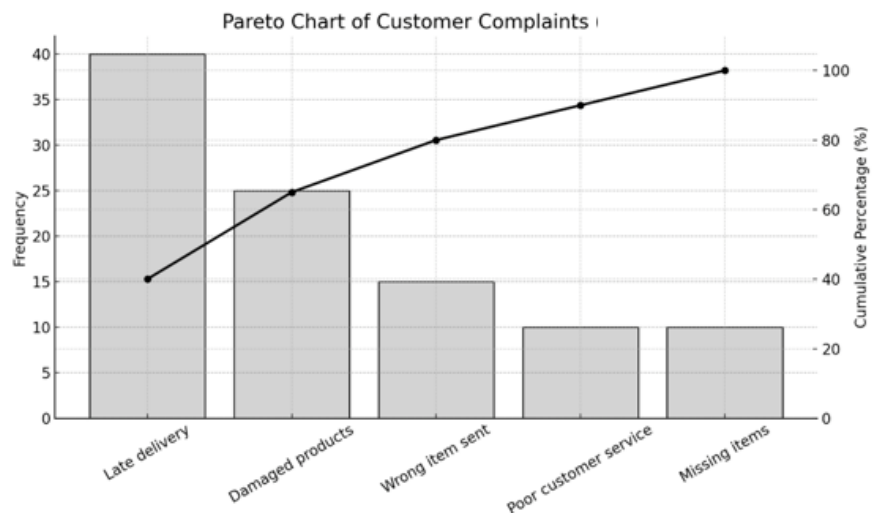 Pareto Chart of Customer Complaints (
40
35
30
25
20
15
10
5
0
Frequency
100
80
60
40
20
0
Cumulative Percentage (%)
Late delivery
Damaged products
Wrong item sent
Poor customer service
Missing items